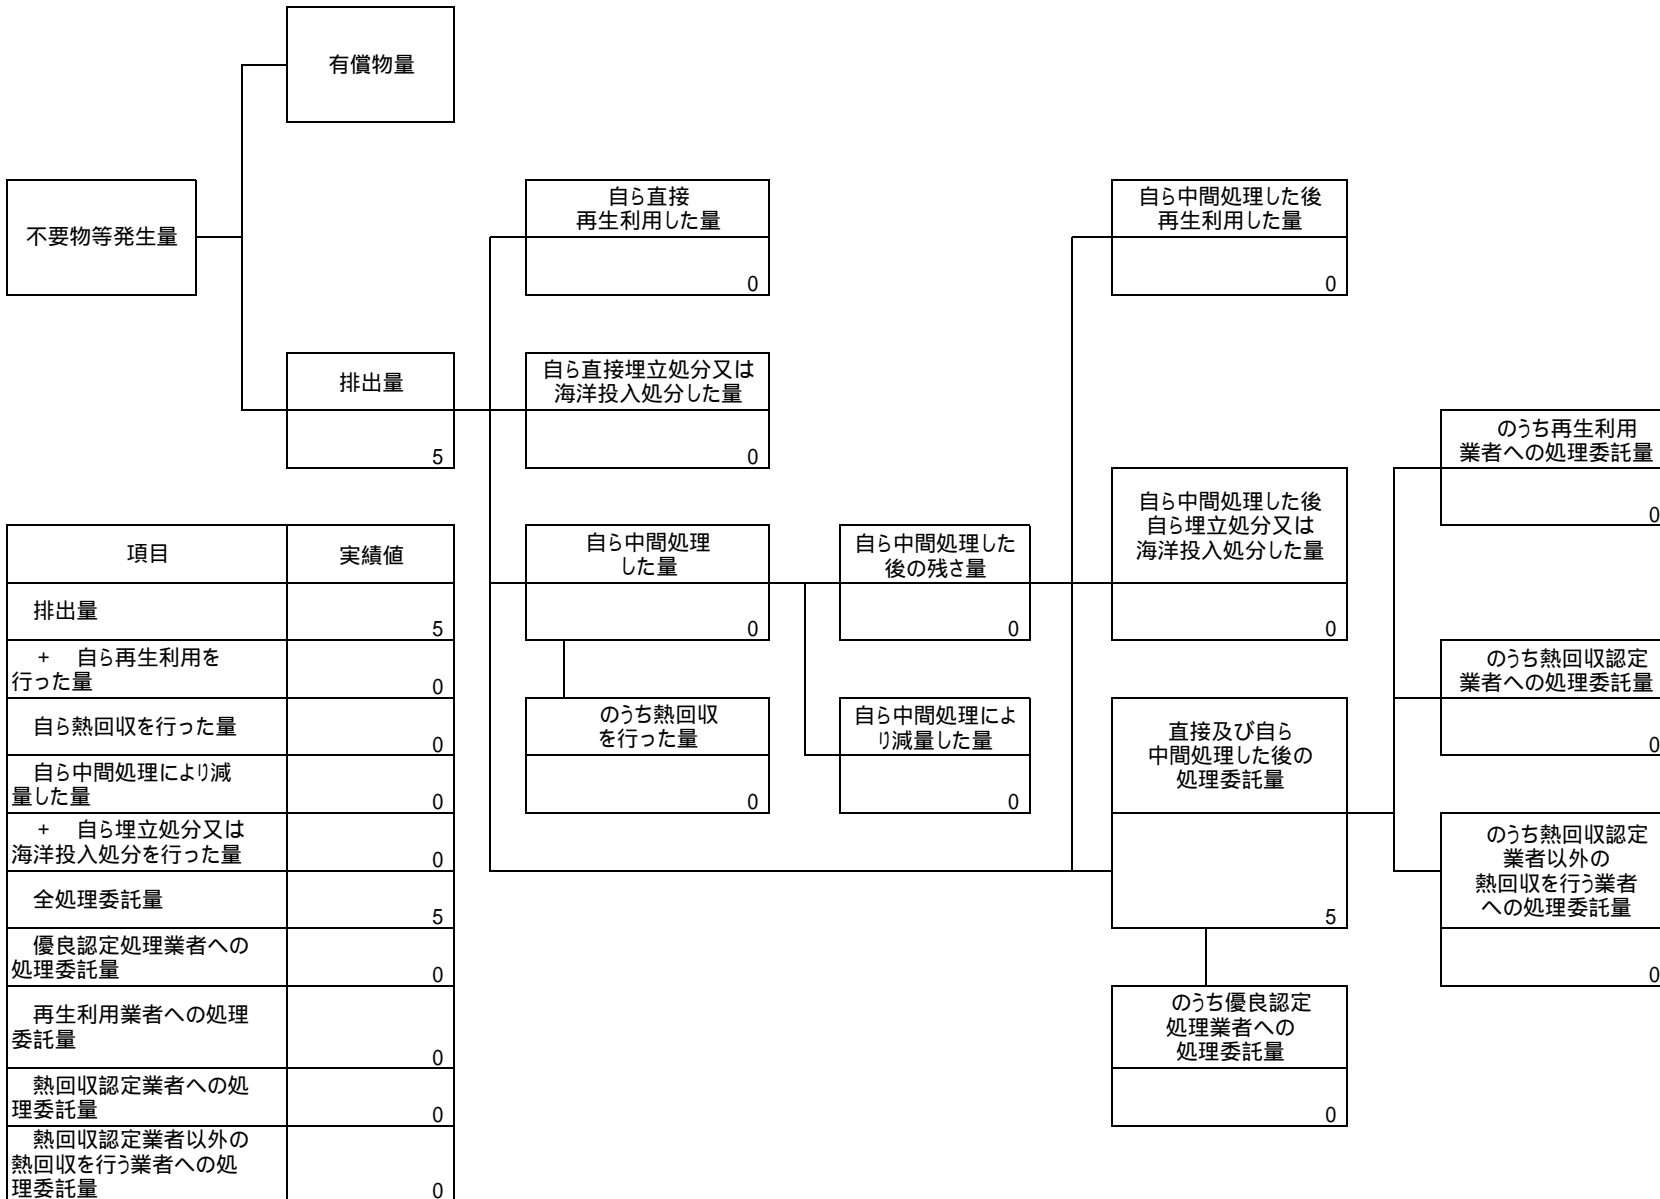 有償物量
不要物等発生量
自ら直接
再生利用した量
0
自ら中間処理した後
再生利用した量
0
排出量
5
自ら直接埋立処分又は
海洋投入処分した量
0
のうち再生利用
業者への処理委託量
0
自ら中間処理
した量
0
自ら中間処理した
後の残さ量
0
自ら中間処理した後
自ら埋立処分又は
海洋投入処分した量
0
のうち熱回収認定
業者への処理委託量
0
のうち熱回収
を行った量
0
自ら中間処理によ
り減量した量
0
直接及び自ら
中間処理した後の
処理委託量
5
のうち熱回収認定
業者以外の
熱回収を行う業者
への処理委託量
0
のうち優良認定
処理業者への
処理委託量
0
項目 実績値
排出量 5
+ 自ら再生利用を
行った量 0
自ら熱回収を行った量 0
自ら中間処理により減
量した量 0
+ 自ら埋立処分又は
海洋投入処分を行った量 0
全処理委託量 5
優良認定処理業者への
処理委託量 0
再生利用業者への処理
委託量 0
熱回収認定業者への処
理委託量 0
熱回収認定業者以外の
熱回収を行う業者への処
理委託量 0